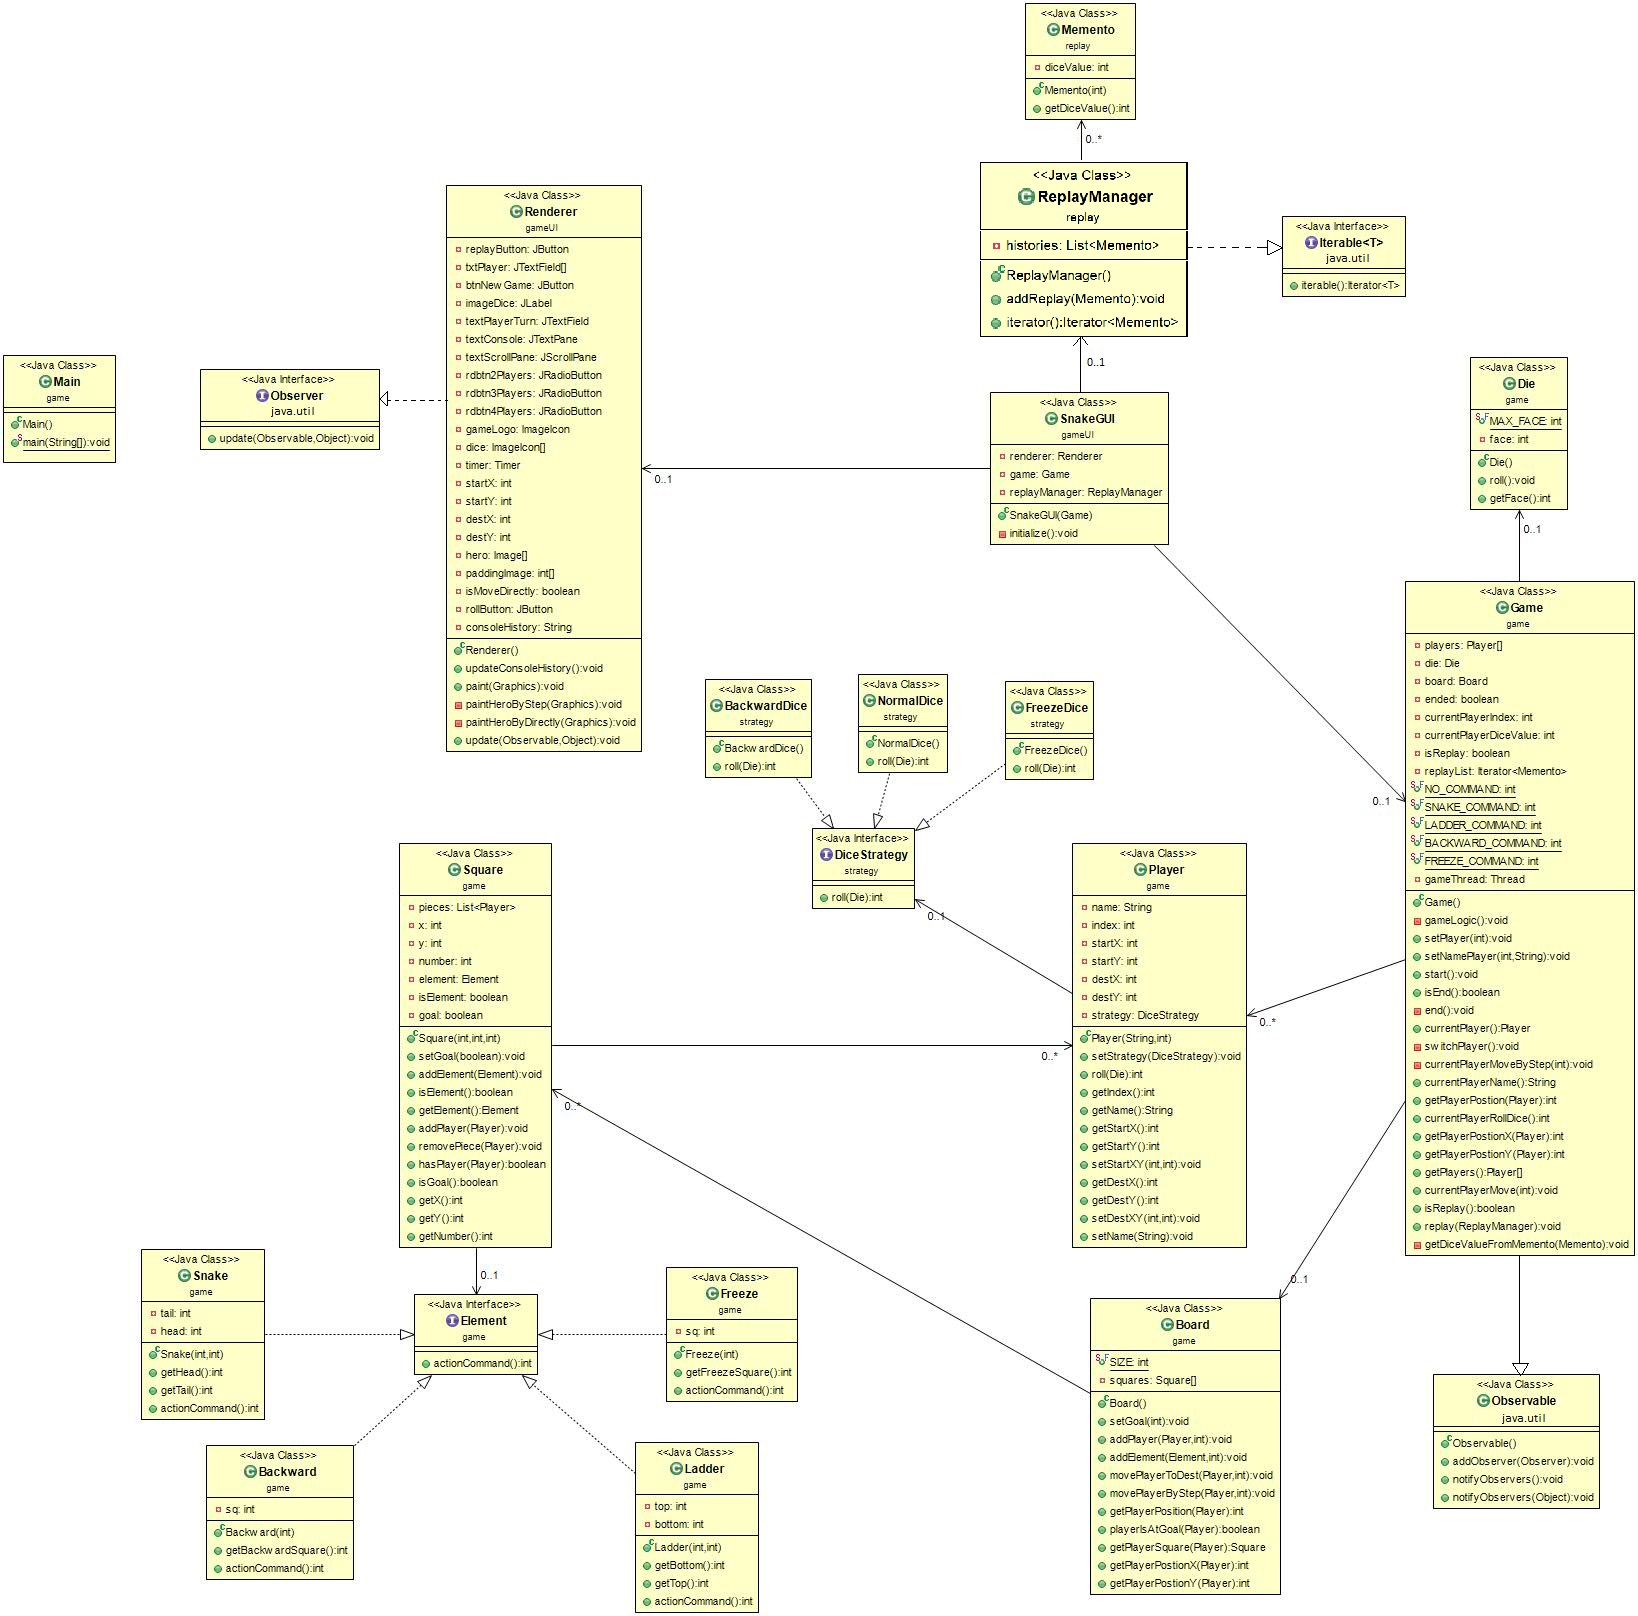 <<Java Class>>
Memento
replay
diceValue: int
Memento(int)
getDiceValue():int
0..*
<<Java Class>>
ReplayManager
replay
histories: List<Memento>
ReplayManager()
addReplay(Memento):void
iterator():Iterator<Memento>
<<Java Interface>>
Iterable<T>
java.util
iterable():Iterator<T>
0..1
<<Java Class>>
Renderer
gameUI
replayButton: JButton
txtPlayer: JTextField[]
btnNewGame: JButton
imageDice: JLabel
textPlayerTurn: JTextField
textConsole: JTextPane
textScrollPane: JScrollPane
rdbtn2Players: JRadioButton
rdbtn3Players: JRadioButton
rdbtn4Players: JRadioButton
gameLogo: ImageIcon
dice: ImageIcon[]
timer: Timer
startX: int
startY: int
destX: int
destY: int
hero: Image[]
paddingImage: int[]
isMoveDirectly: boolean
rollButton: JButton
consoleHistory: String
Renderer()
updateConsoleHistory():void
paint(Graphics):void
paintHeroByStep(Graphics):void
paintHeroByDirectly(Graphics):void
update(Observable,Object):void
<<Java Class>>
Main
game
Main()
main(String[]):void
<<Java Interface>>
Observer
java.util
update(Observable,Object):void
<<Java Class>>
SnakeGUI
gameUI
renderer: Renderer
game: Game
replayManager: ReplayManager
SnakeGUI(Game)
initialize():void
0..1
<<Java Class>>
Die
game
MAX_FACE: int
face: int
Die()
roll():void
getFace():int
0..1
<<Java Class>>
Game
game
players: Player[]
die: Die
board: Board
ended: boolean
currentPlayerIndex: int
currentPlayerDiceValue: int
isReplay: boolean
replayList: Iterator<Memento>
NO_COMMAND: int
SNAKE_COMMAND: int
LADDER_COMMAND: int
BACKWARD_COMMAND: int
FREEZE_COMMAND: int
gameThread: Thread
Game()
gameLogic():void
setPlayer(int):void
setNamePlayer(int,String):void
start():void
isEnd():boolean
end():void
currentPlayer():Player
switchPlayer():void
currentPlayerMoveByStep(int):void
currentPlayerName():String
getPlayerPostion(Player):int
currentPlayerRollDice():int
getPlayerPostionX(Player):int
getPlayerPostionY(Player):int
getPlayers():Player[]
currentPlayerMove(int):void
isReplay():boolean
replay(ReplayManager):void
getDiceValueFromMemento(Memento):void
0..1
<<Java Class>>
BackwardDice
strategy
BackwardDice()
roll(Die):int
<<Java Class>>
NormalDice
strategy
NormalDice()
roll(Die):int
<<Java Class>>
FreezeDice
strategy
FreezeDice()
roll(Die):int
<<Java Interface>>
DiceStrategy
strategy
roll(Die):int
0..1
<<Java Class>>
Square
game
pieces: List<Player>
x: int
y: int
number: int
element: Element
isElement: boolean
goal: boolean
Square(int,int,int)
setGoal(boolean):void
addElement(Element):void
isElement():boolean
getElement():Element
addPlayer(Player):void
removePiece(Player):void
hasPlayer(Player):boolean
isGoal():boolean
getX():int
getY():int
getNumber():int
<<Java Class>>
Player
game
name: String
index: int
startX: int
startY: int
destX: int
destY: int
strategy: DiceStrategy
Player(String,int)
setStrategy(DiceStrategy):void
roll(Die):int
getIndex():int
getName():String
getStartX():int
getStartY():int
setStartXY(int,int):void
getDestX():int
getDestY():int
setDestXY(int,int):void
setName(String):void
0..*
0..*
0..*
0..1
0..1
<<Java Class>>
Snake
game
tail: int
head: int
Snake(int,int)
getHead():int
getTail():int
actionCommand():int
<<Java Interface>>
Element
game
actionCommand():int
<<Java Class>>
Freeze
game
sq: int
Freeze(int)
getFreezeSquare():int
actionCommand():int
<<Java Class>>
Backward
game
sq: int
Backward(int)
getBackwardSquare():int
actionCommand():int
<<Java Class>>
Ladder
game
top: int
bottom: int
Ladder(int,int)
getBottom():int
getTop():int
actionCommand():int
<<Java Class>>
Board
game
SIZE: int
squares: Square[]
Board()
setGoal(int):void
addPlayer(Player,int):void
addElement(Element,int):void
movePlayerToDest(Player,int):void
movePlayerByStep(Player,int):void
getPlayerPosition(Player):int
playerIsAtGoal(Player):boolean
getPlayerSquare(Player):Square
getPlayerPostionX(Player):int
getPlayerPostionY(Player):int
<<Java Class>>
Observable
java.util
Observable()
addObserver(Observer):void
notifyObservers():void
notifyObservers(Object):void